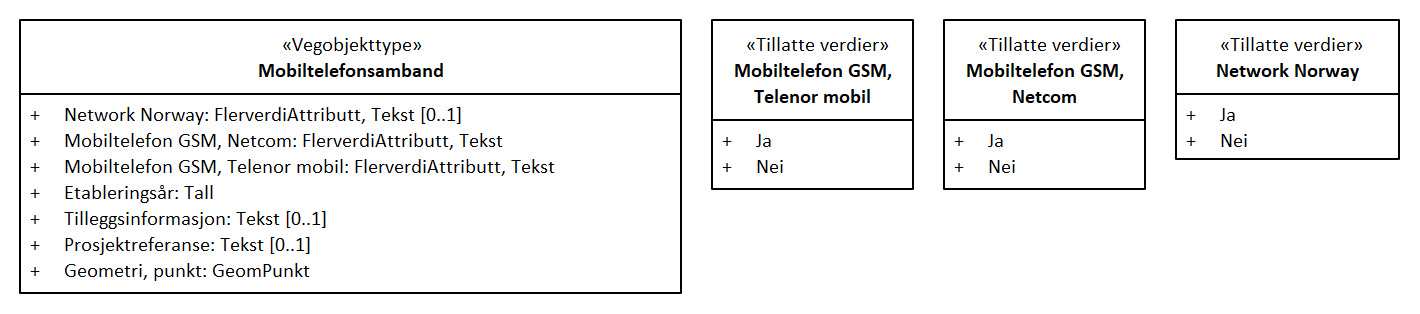 «Vegobjekttype»
Mobiltelefonsamband
+ Network Norway: FlerverdiAttributt, Tekst [0..1]
+ Mobiltelefon GSM, Netcom: FlerverdiAttributt, Tekst
+ Mobiltelefon GSM, Telenor mobil: FlerverdiAttributt, Tekst
+ Etableringsår: Tall
+ Tilleggsinformasjon: Tekst [0..1]
+ Prosjektreferanse: Tekst [0..1]
+ Geometri, punkt: GeomPunkt
«Tillatte verdier»
Mobiltelefon GSM,
Telenor mobil
+ Ja
+ Nei
«Tillatte verdier»
Mobiltelefon GSM,
Netcom
+ Ja
+ Nei
«Tillatte verdier»
Network Norway
+ Ja
+ Nei